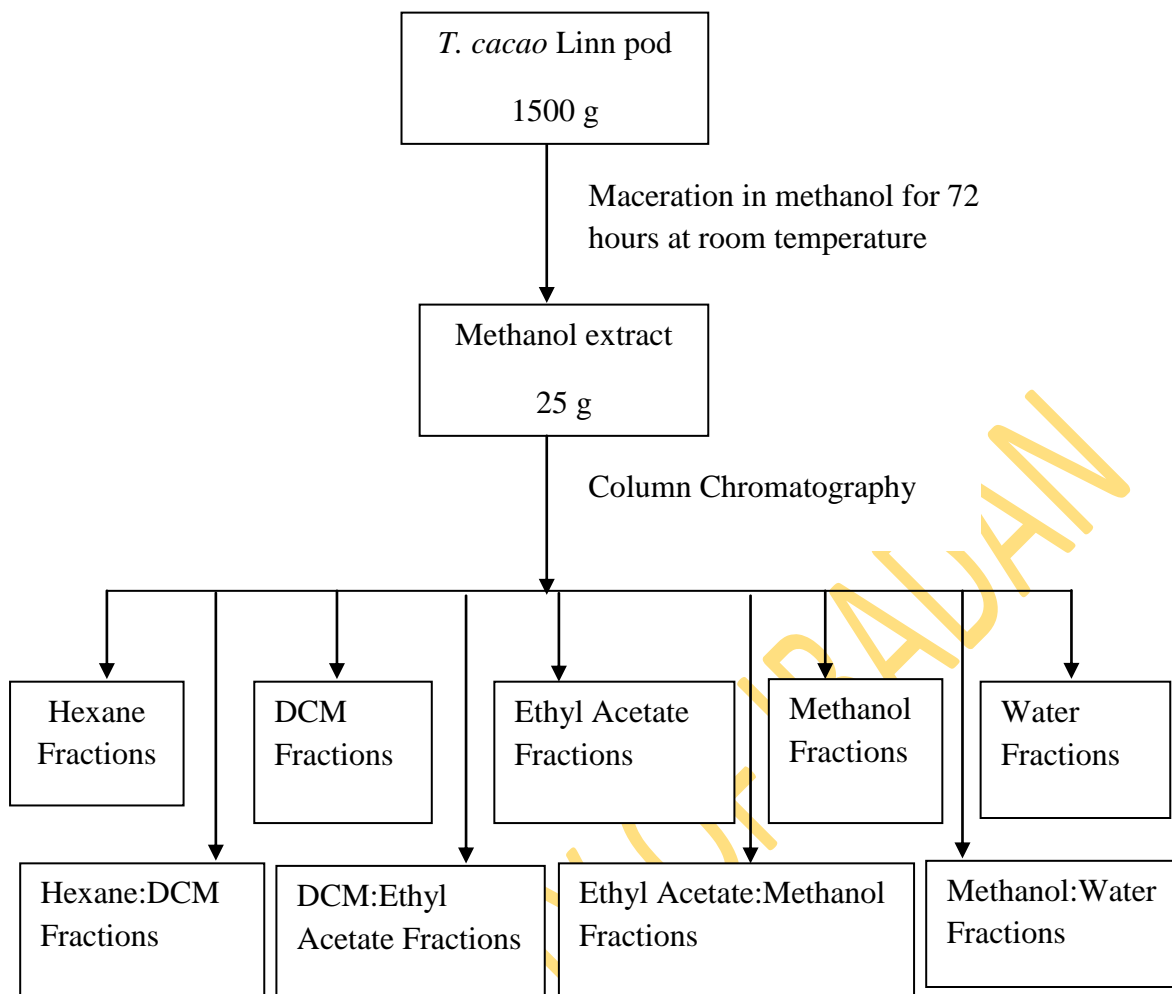 T. cacao Linn pod
1500 g
Maceration in methanol for 72
hours at room temperature
Methanol extract
25 g
Column Chromatography
Hexane
Fractions
DCM
Fractions
Ethyl Acetate
Fractions
Methanol
Fractions
Water
Fractions
Hexane:DCM
Fractions
DCM:Ethyl
Acetate Fractions
Ethyl Acetate:Methanol
Fractions
Methanol:Water
Fractions
OF IBADAN